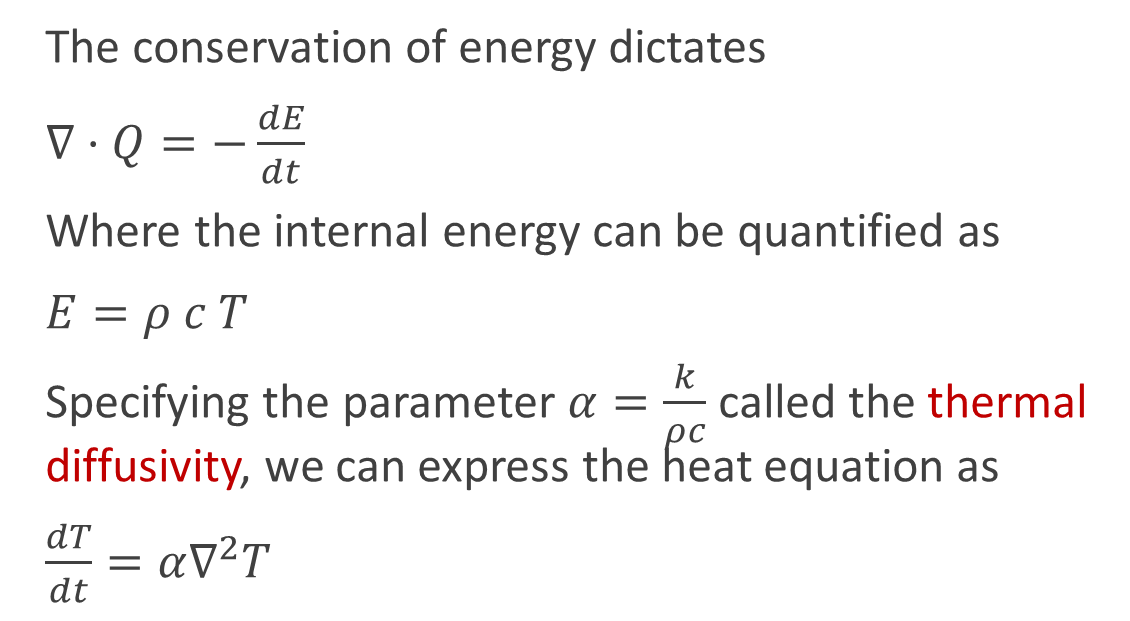 The conservation of energy dictates
∇ · Q = − dE/dt
Where the internal energy can be quantified as
E = ρ c T
Specifying the parameter α = k/ρc called the thermal
diffusivity, we can express the heat equation as
dT/dt = α∇²T